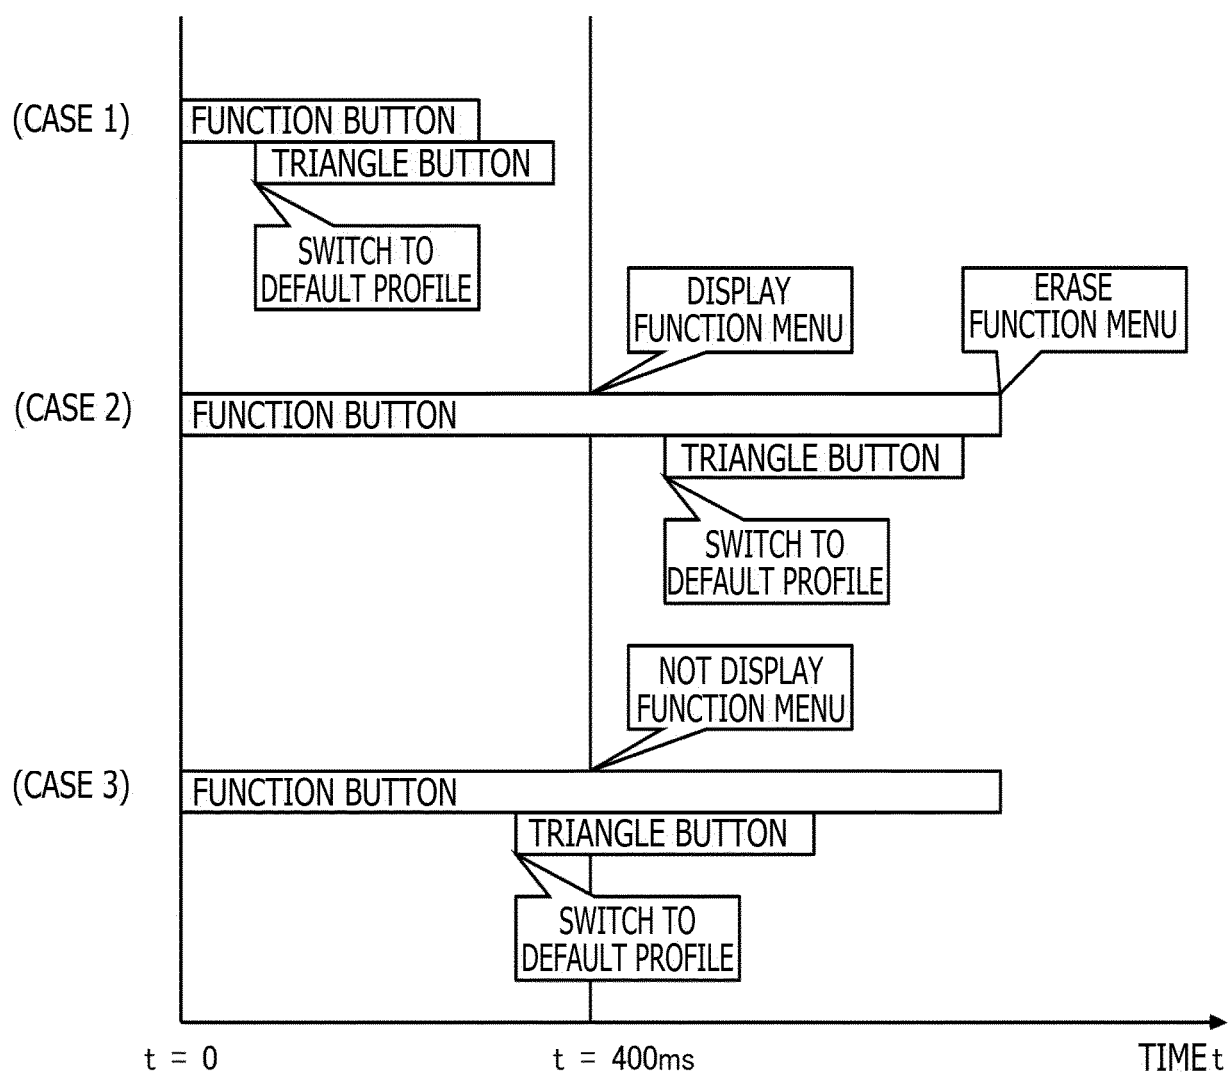 (CASE 1)
FUNCTION BUTTON
TRIANGLE BUTTON
SWITCH TO
DEFAULT PROFILE
DISPLAY
FUNCTION MENU
ERASE
FUNCTION MENU
(CASE 2)
FUNCTION BUTTON
TRIANGLE BUTTON
SWITCH TO
DEFAULT PROFILE
NOT DISPLAY
FUNCTION MENU
(CASE 3)
FUNCTION BUTTON
TRIANGLE BUTTON
SWITCH TO
DEFAULT PROFILE
t = 0
t = 400ms
TIME t